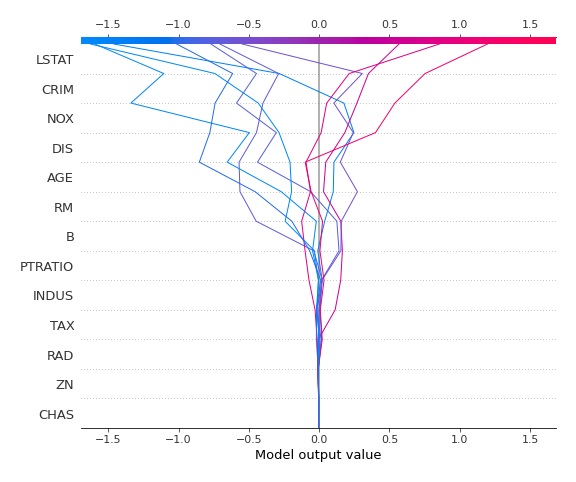 −1.5 −1.0 −0.5 0.0 0.5 1.0 1.5
LSTAT
CRIM
NOX
DIS
AGE
RM
B
PTRATIO
INDUS
TAX
RAD
ZN
CHAS
−1.5 −1.0 −0.5 0.0 0.5 1.0 1.5
Model output value